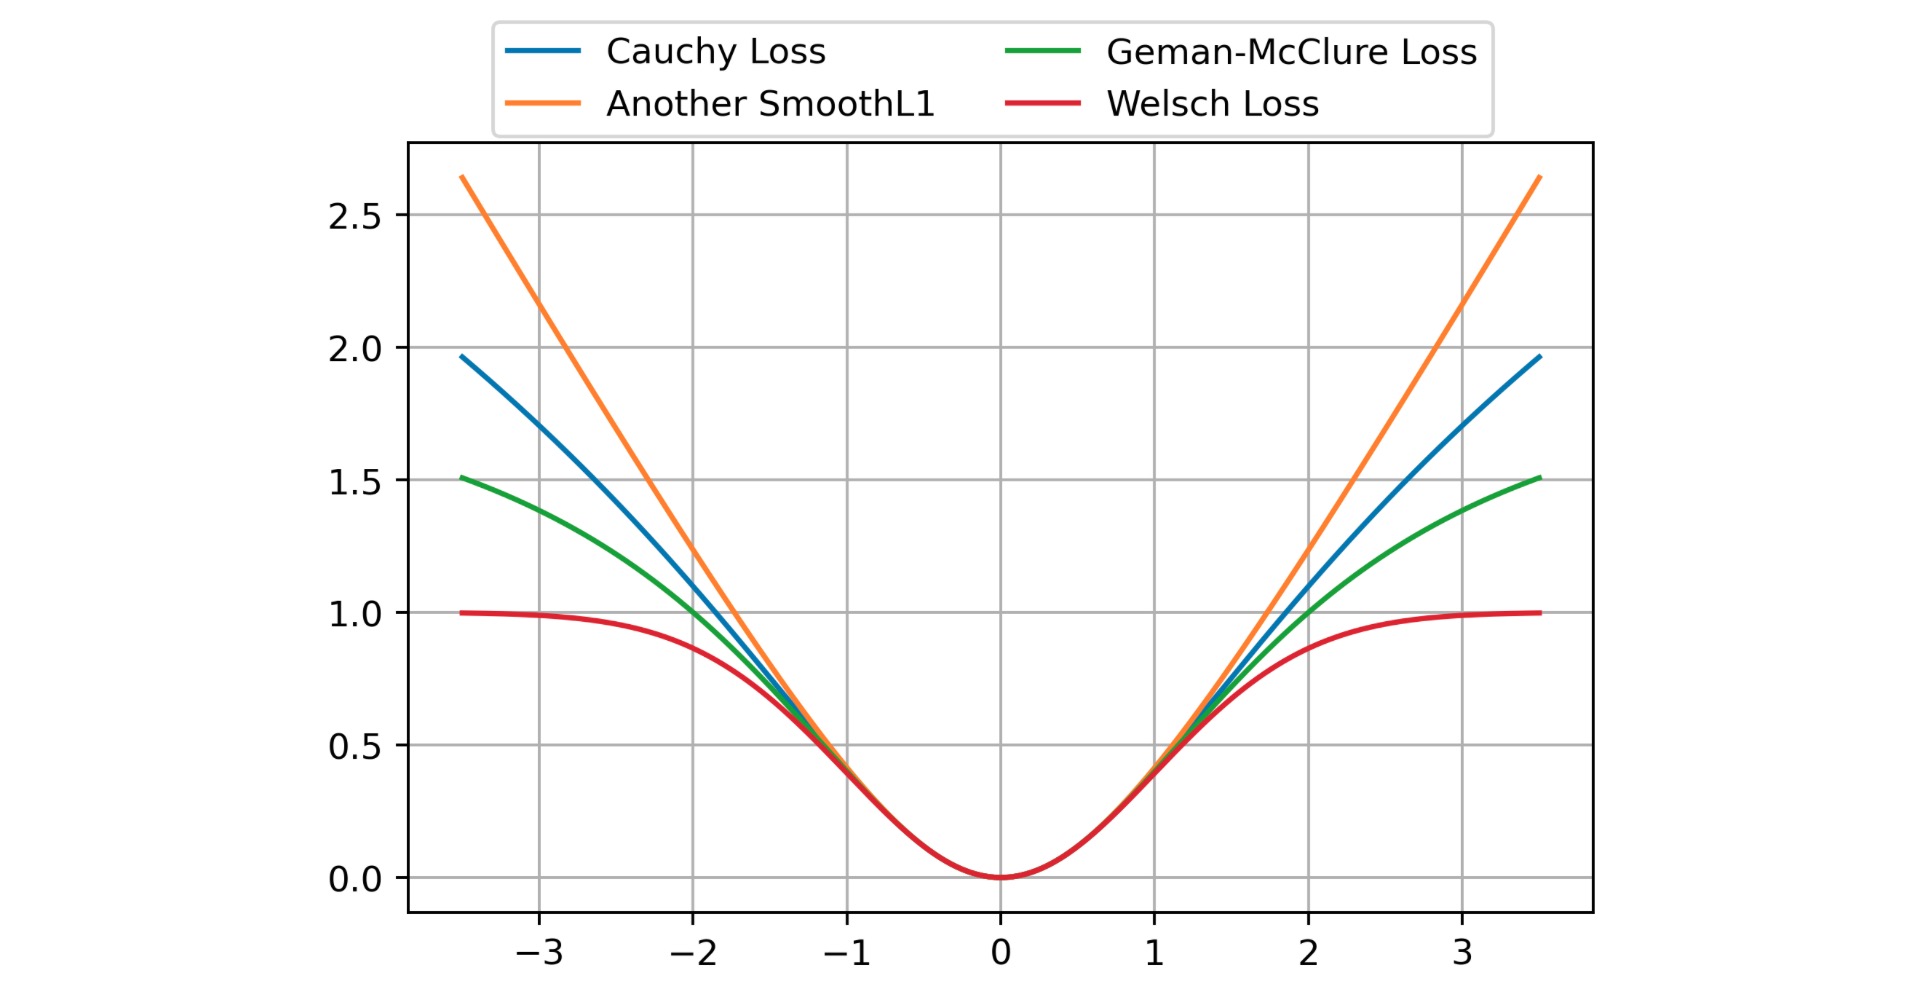 Cauchy Loss
Another SmoothL1
Geman-McClure Loss
Welsch Loss
2.5
2.0
1.5
1.0
0.5
0.0
−3 −2 −1 0 1 2 3